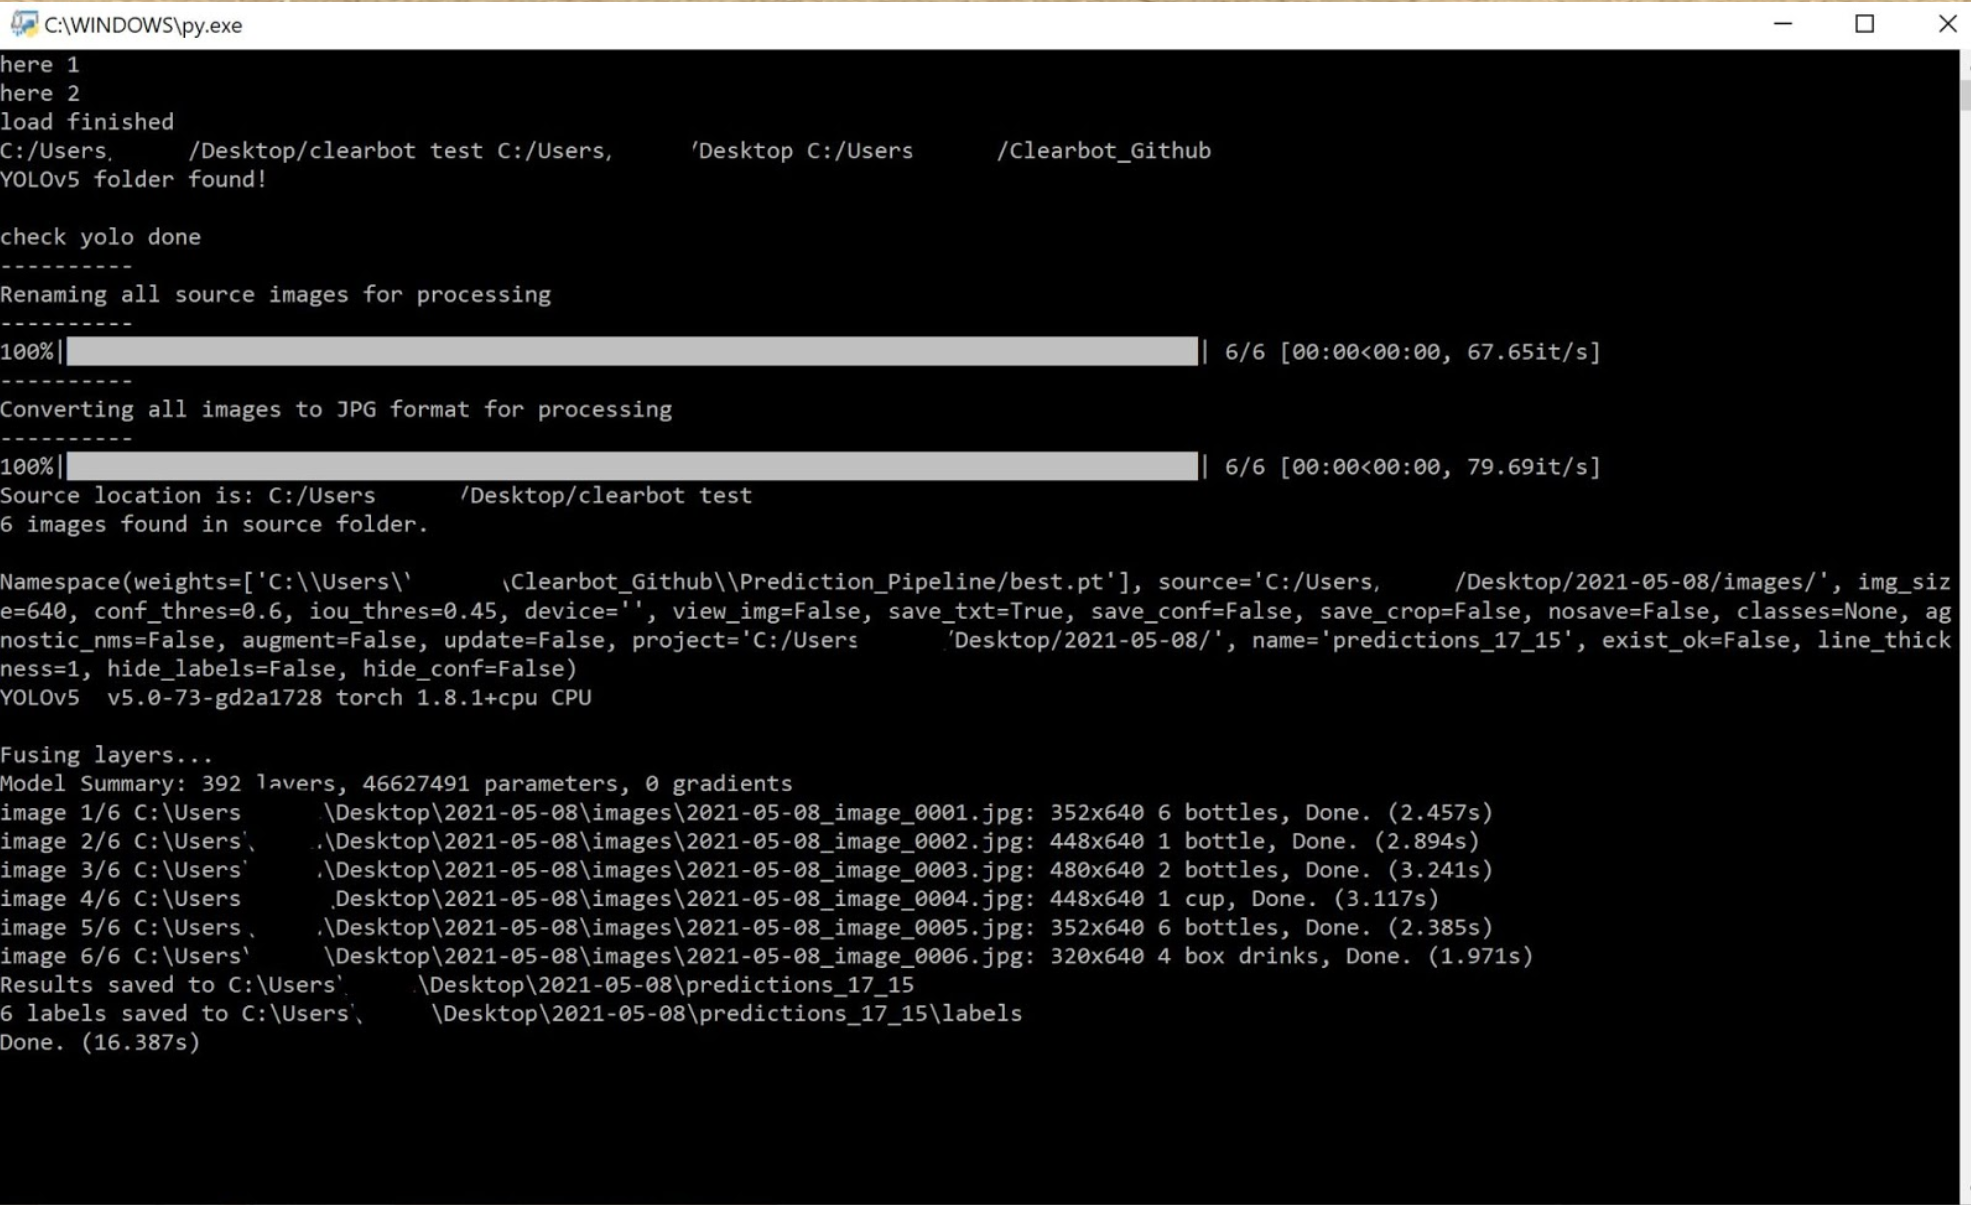 C:\WINDOWS\py.exe
here 1
here 2
load finished
C:/Users /Desktop/clearbot test C:/Users, 'Desktop C:/Users /Clearbot_Github
YOLOv5 folder found!
check yolo done
----------
Renaming all source images for processing
----------
100%| | 6/6 [00:00<00:00, 67.65it/s]
----------
Converting all images to JPG format for processing
----------
100%| | 6/6 [00:00<00:00, 79.69it/s]
Source location is: C:/Users /Desktop/clearbot test
6 images found in source folder.
Namespace(weights=['C:\\Users\\' \Clearbot_Github\\Prediction_Pipeline/best.pt'], source='C:/Users, /Desktop/2021-05-08/images/', img_siz
e=640, conf_thres=0.6, iou_thres=0.45, device='', view_img=False, save_txt=True, save_conf=False, save_crop=False, nosave=False, classes=None, ag
nostic_nms=False, augment=False, update=False, project='C:/Users /Desktop/2021-05-08/', name='predictions_17_15', exist_ok=False, line_thick
ness=1, hide_labels=False, hide_conf=False)
YOLOv5  v5.0-73-gd2a1728 torch 1.8.1+cpu CPU
Fusing layers...
Model Summary: 392 layers, 46627491 parameters, 0 gradients
image 1/6 C:\Users \Desktop\2021-05-08\images\2021-05-08_image_0001.jpg: 352x640 6 bottles, Done. (2.457s)
image 2/6 C:\Users \Desktop\2021-05-08\images\2021-05-08_image_0002.jpg: 448x640 1 bottle, Done. (2.894s)
image 3/6 C:\Users \Desktop\2021-05-08\images\2021-05-08_image_0003.jpg: 480x640 2 bottles, Done. (3.241s)
image 4/6 C:\Users Desktop\2021-05-08\images\2021-05-08_image_0004.jpg: 448x640 1 cup, Done. (3.117s)
image 5/6 C:\Users \Desktop\2021-05-08\images\2021-05-08_image_0005.jpg: 352x640 6 bottles, Done. (2.385s)
image 6/6 C:\Users \Desktop\2021-05-08\images\2021-05-08_image_0006.jpg: 320x640 4 box drinks, Done. (1.971s)
Results saved to C:\Users \Desktop\2021-05-08\predictions_17_15
6 labels saved to C:\Users \Desktop\2021-05-08\predictions_17_15\labels
Done. (16.387s)